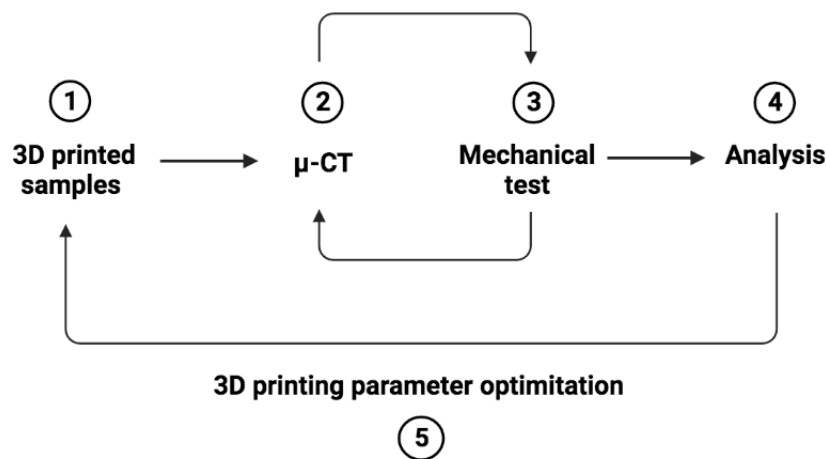 1
3D printed
samples
2
μ-CT
3
Mechanical
test
4
Analysis
3D printing parameter optimitation
5